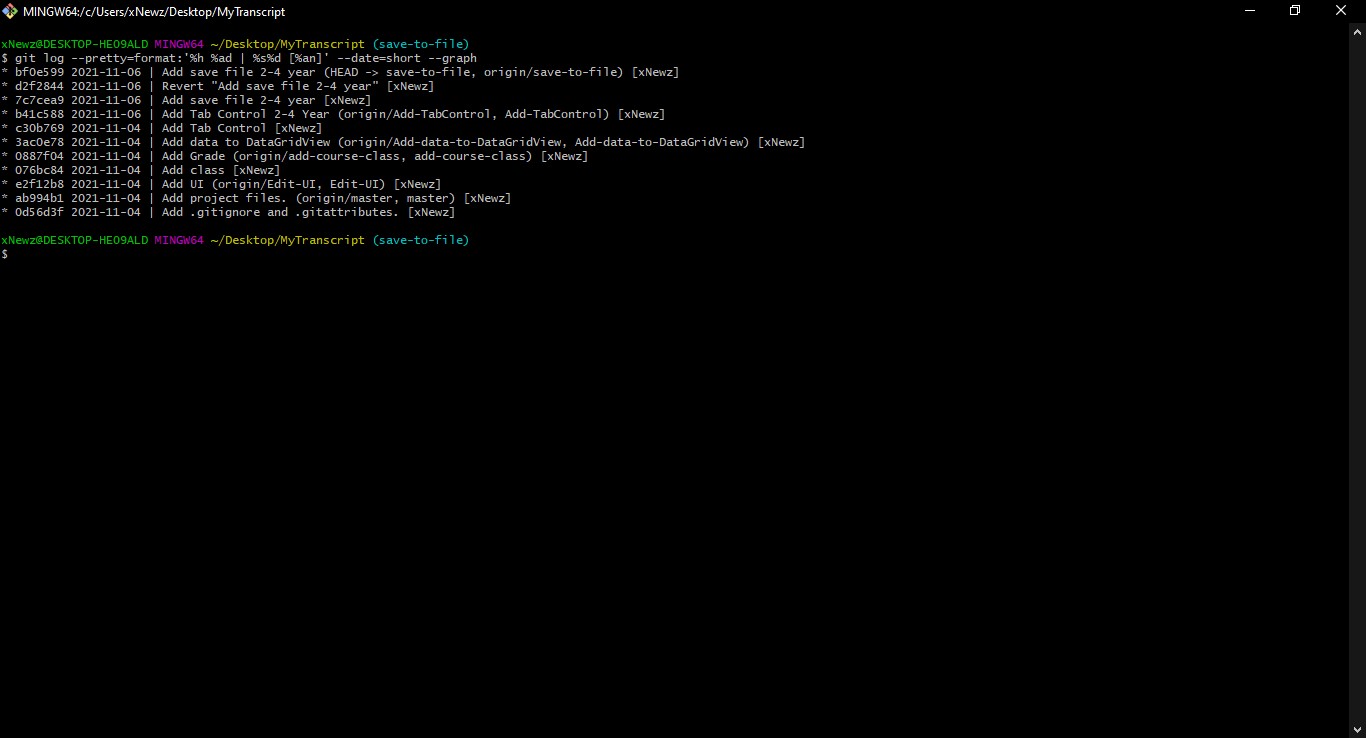 MINGW64:/c/Users/xNewz/Desktop/MyTranscript
xNewz@DESKTOP-HEO9ALD MINGW64 ~/Desktop/MyTranscript (save-to-file)
$ git log --pretty=format:'%h %ad | %s%d [%an]' --date=short --graph
* bf0e599 2021-11-06 | Add save file 2-4 year (HEAD -> save-to-file, origin/save-to-file) [xNewz]
* d2f2844 2021-11-06 | Revert "Add save file 2-4 year" [xNewz]
* 7c7cea9 2021-11-06 | Add save file 2-4 year [xNewz]
* b41c588 2021-11-06 | Add Tab Control 2-4 Year (origin/Add-TabControl, Add-TabControl) [xNewz]
* c30b769 2021-11-04 | Add Tab Control [xNewz]
* 3ac0e78 2021-11-04 | Add data to DataGridView (origin/Add-data-to-DataGridView, Add-data-to-DataGridView) [xNewz]
* 0887f04 2021-11-04 | Add Grade (origin/add-course-class, add-course-class) [xNewz]
* 076bc84 2021-11-04 | Add class [xNewz]
* e2f12b8 2021-11-04 | Add UI (origin/Edit-UI, Edit-UI) [xNewz]
* ab994b1 2021-11-04 | Add project files. (origin/master, master) [xNewz]
* 0d56d3f 2021-11-04 | Add .gitignore and .gitattributes. [xNewz]
xNewz@DESKTOP-HEO9ALD MINGW64 ~/Desktop/MyTranscript (save-to-file)
$